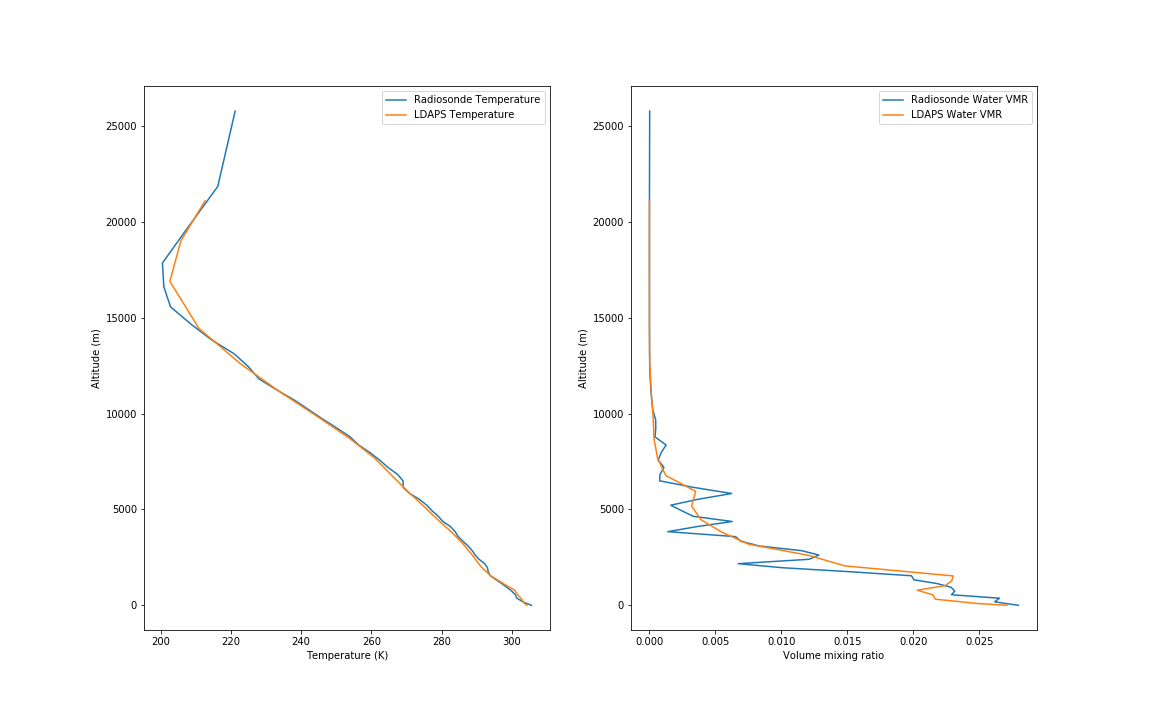 Radiosonde Temperature
LDAPS Temperature
25000
20000
15000
10000
5000
0
Altitude (m)
200 220 240 260 280 300
Temperature (K)
Radiosonde Water VMR
LDAPS Water VMR
25000
20000
15000
10000
5000
0
Altitude (m)
0.000 0.005 0.010 0.015 0.020 0.025
Volume mixing ratio